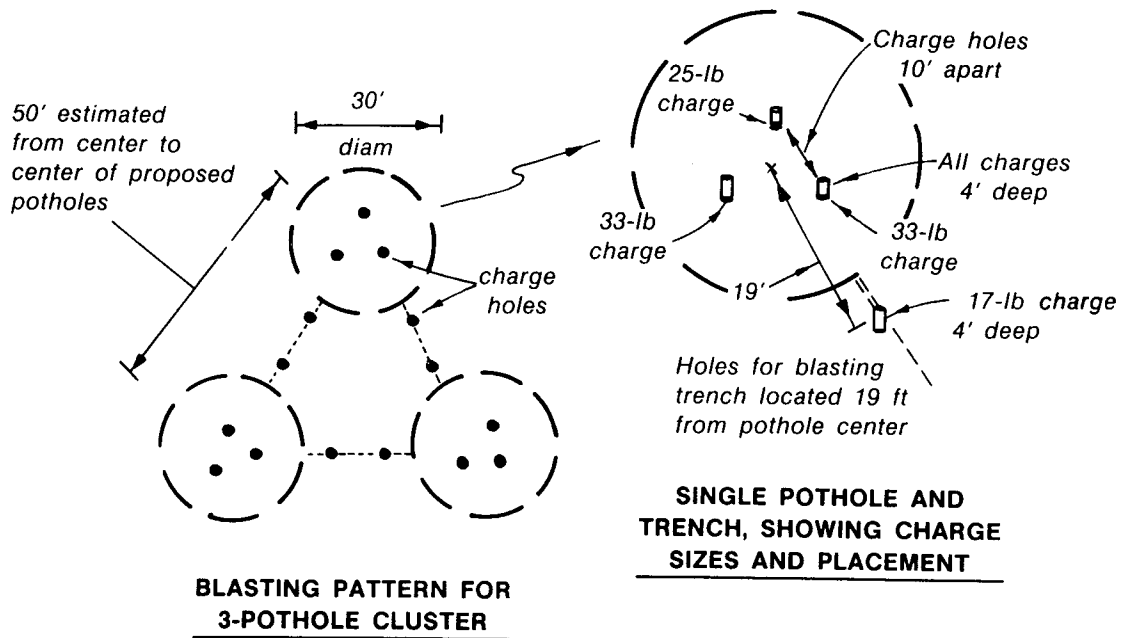 50' estimated
from center to
center of proposed
potholes
30'
diam
charge
holes
BLASTING PATTERN FOR
3-POTHOLE CLUSTER
25-lb
charge
Charge holes
10' apart
All charges
4' deep
33-lb
charge
33-lb
charge
19'
17-lb charge
4' deep
Holes for blasting
trench located 19 ft
from pothole center
SINGLE POTHOLE AND
TRENCH, SHOWING CHARGE
SIZES AND PLACEMENT